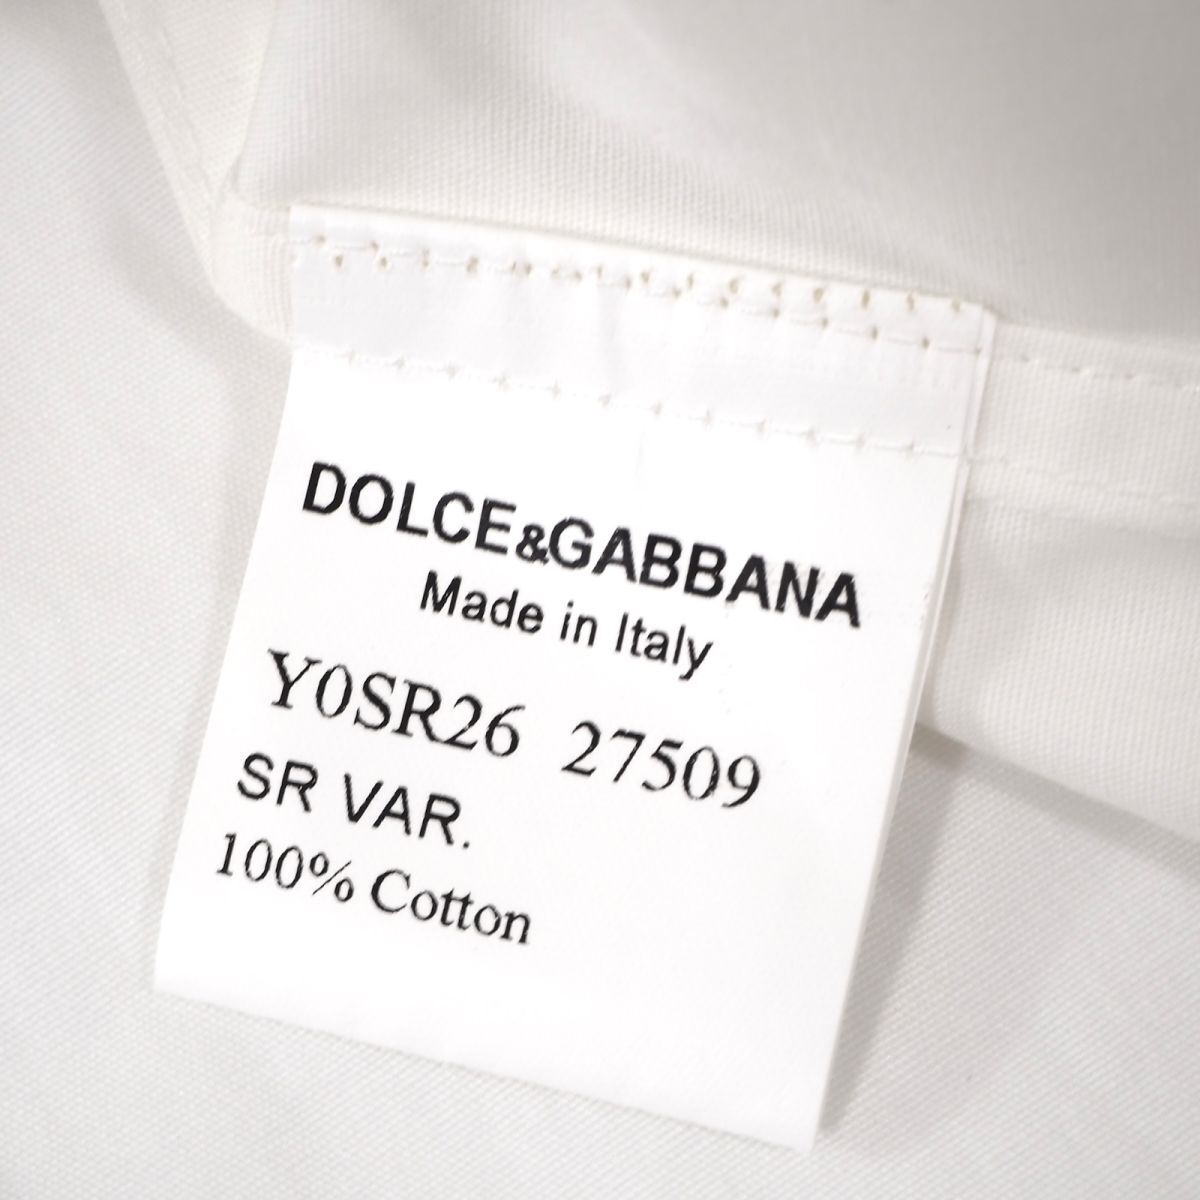 DOLCE&GABBANA
Made in Italy
Y0SR26 27509
SR VAR.
100% Cotton